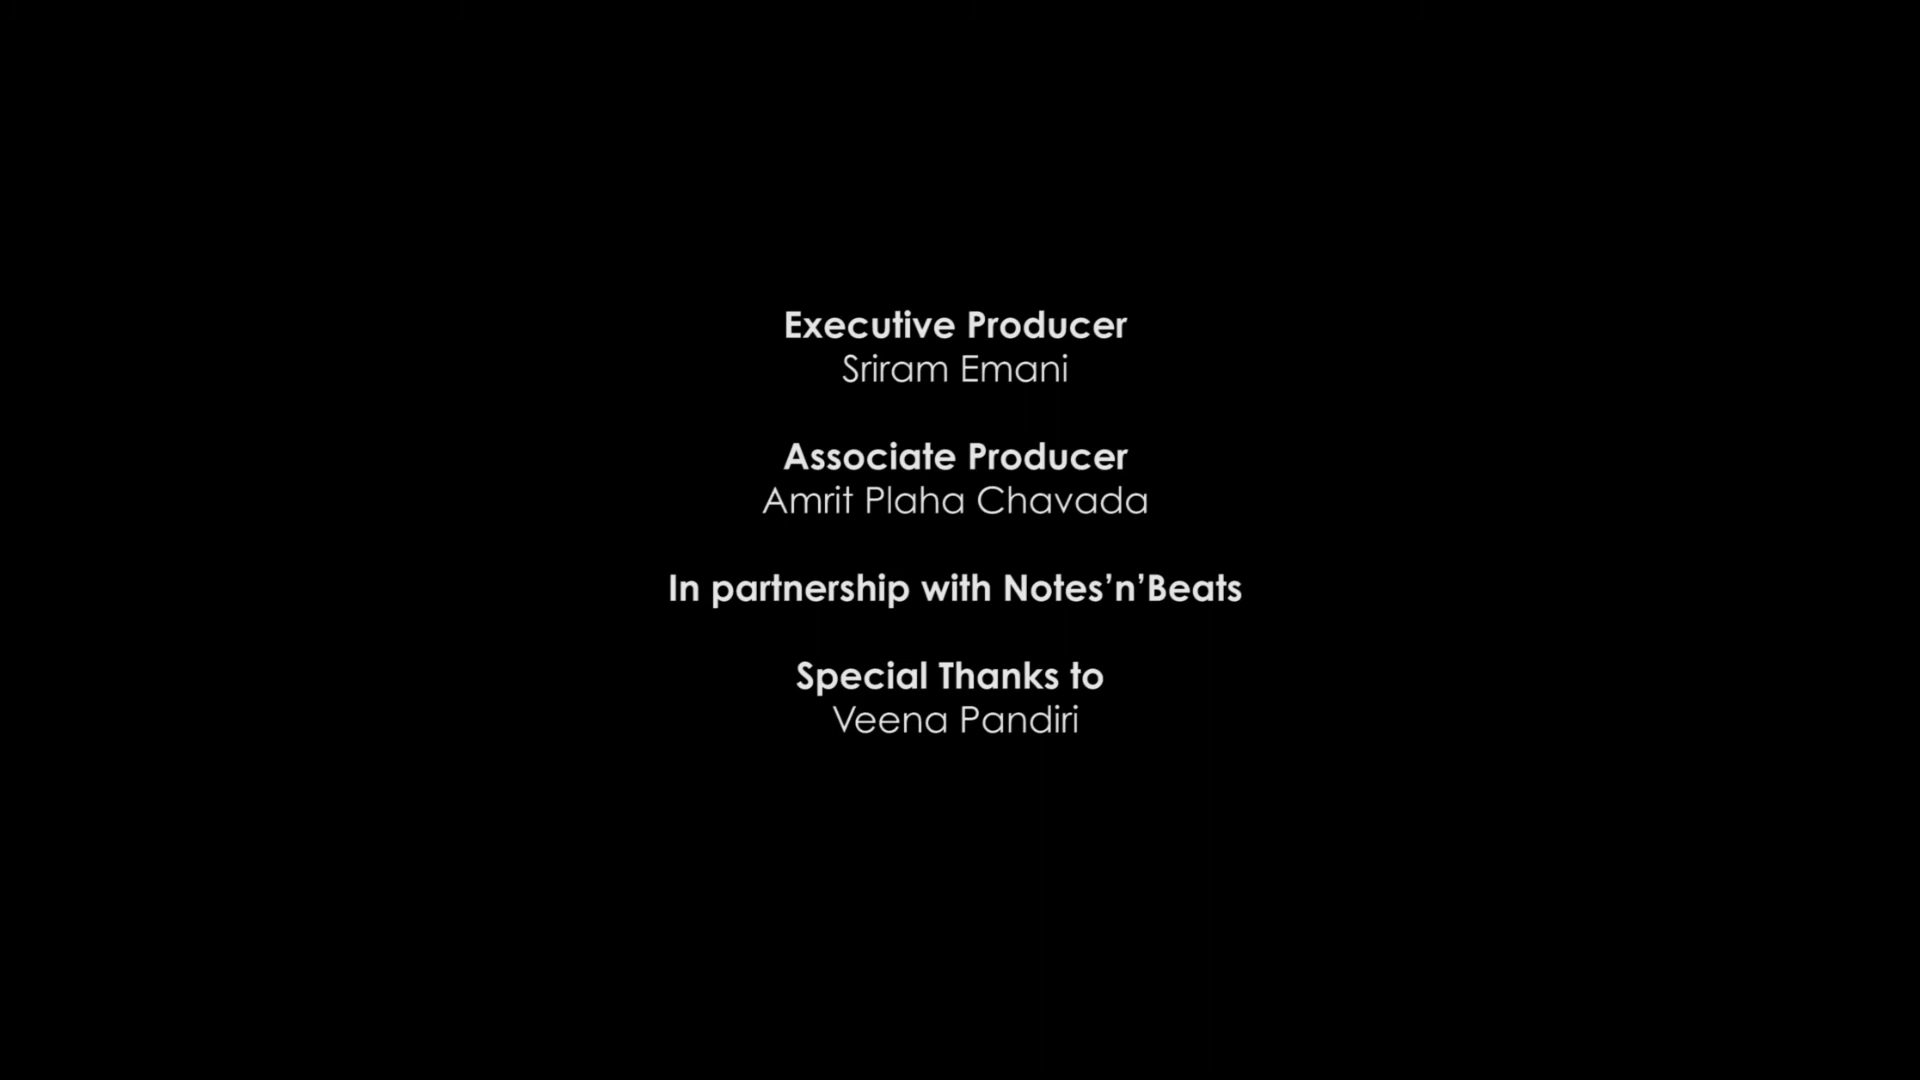 Executive Producer
Sriram Emani
Associate Producer
Amrit Plaha Chavada
In partnership with Notes’n’Beats
Special Thanks to
Veena Pandiri